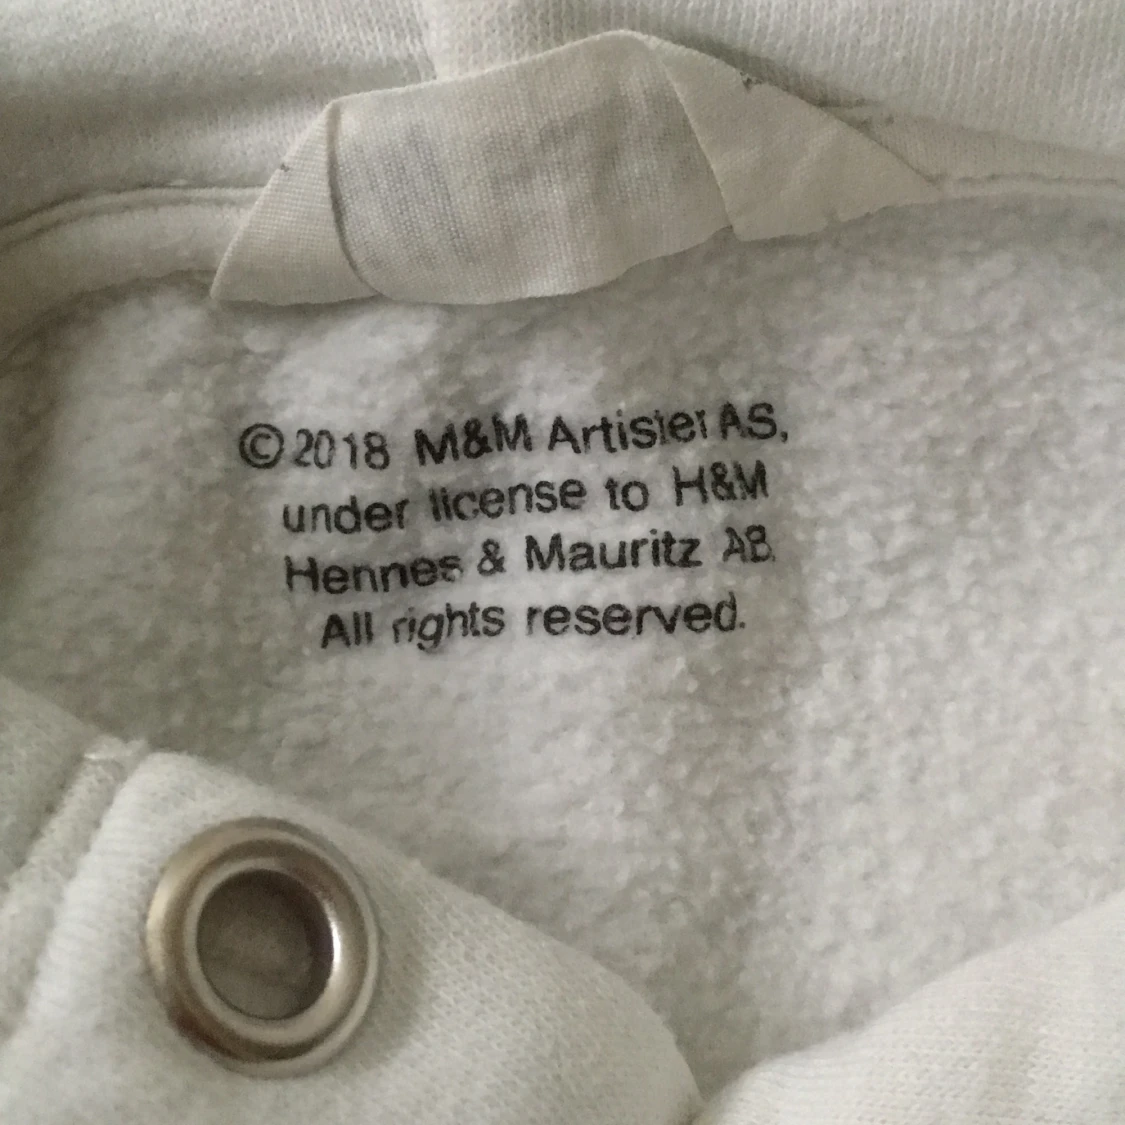 ©2018 M&M Artister AS,
under license to H&M
Hennes & Mauritz AB.
All rights reserved.